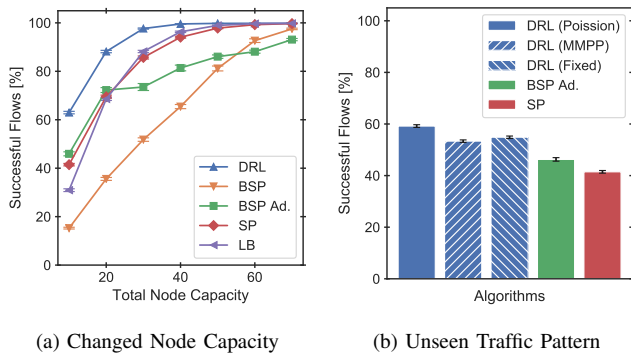 Successful Flows [%]
100
80
60
40
20
0
DRL
BSP
BSP Ad.
SP
LB
20
40
60
Total Node Capacity
(a) Changed Node Capacity
Successful Flows [%]
100
80
60
40
20
0
DRL (Poission)
DRL (MMPP)
DRL (Fixed)
BSP Ad.
SP
Algorithms
(b) Unseen Traffic Pattern